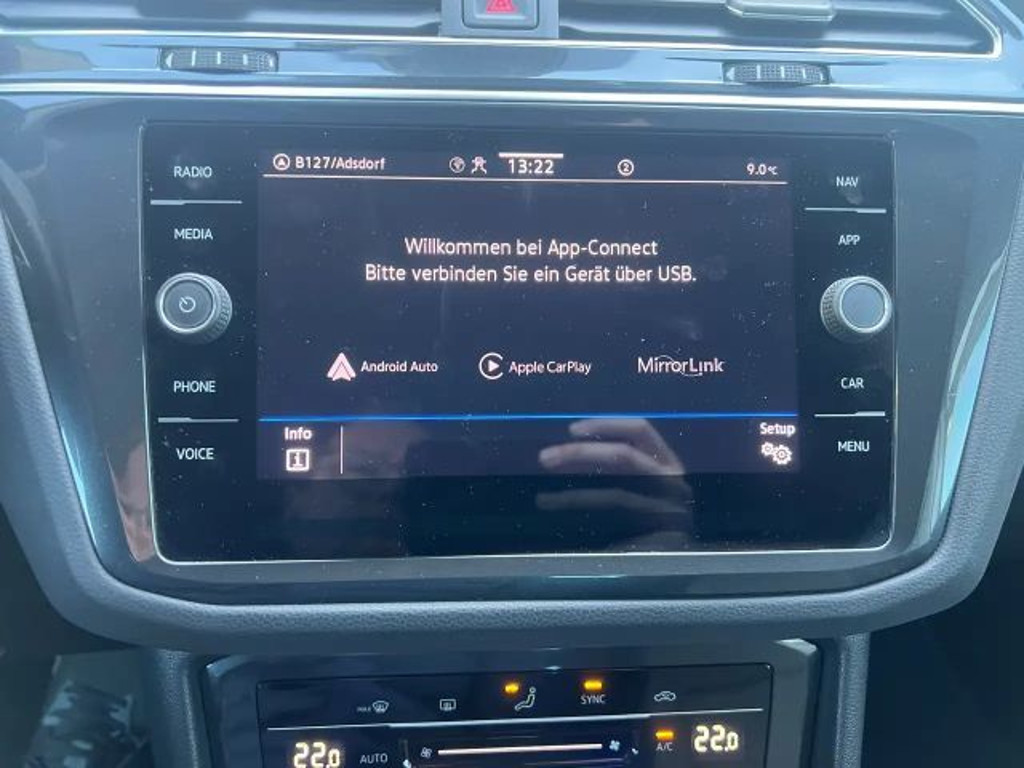 RADIO
MEDIA
PHONE
VOICE
B127/Adsdorf
13:22
2
9.0°C
Willkommen bei App-Connect
Bitte verbinden Sie ein Gerät über USB.
Android Auto
Apple CarPlay
MirrorLink
Info
i
Setup
NAV
APP
CAR
MENU
MAX
SYNC
22.0
AUTO
A/C
22.0